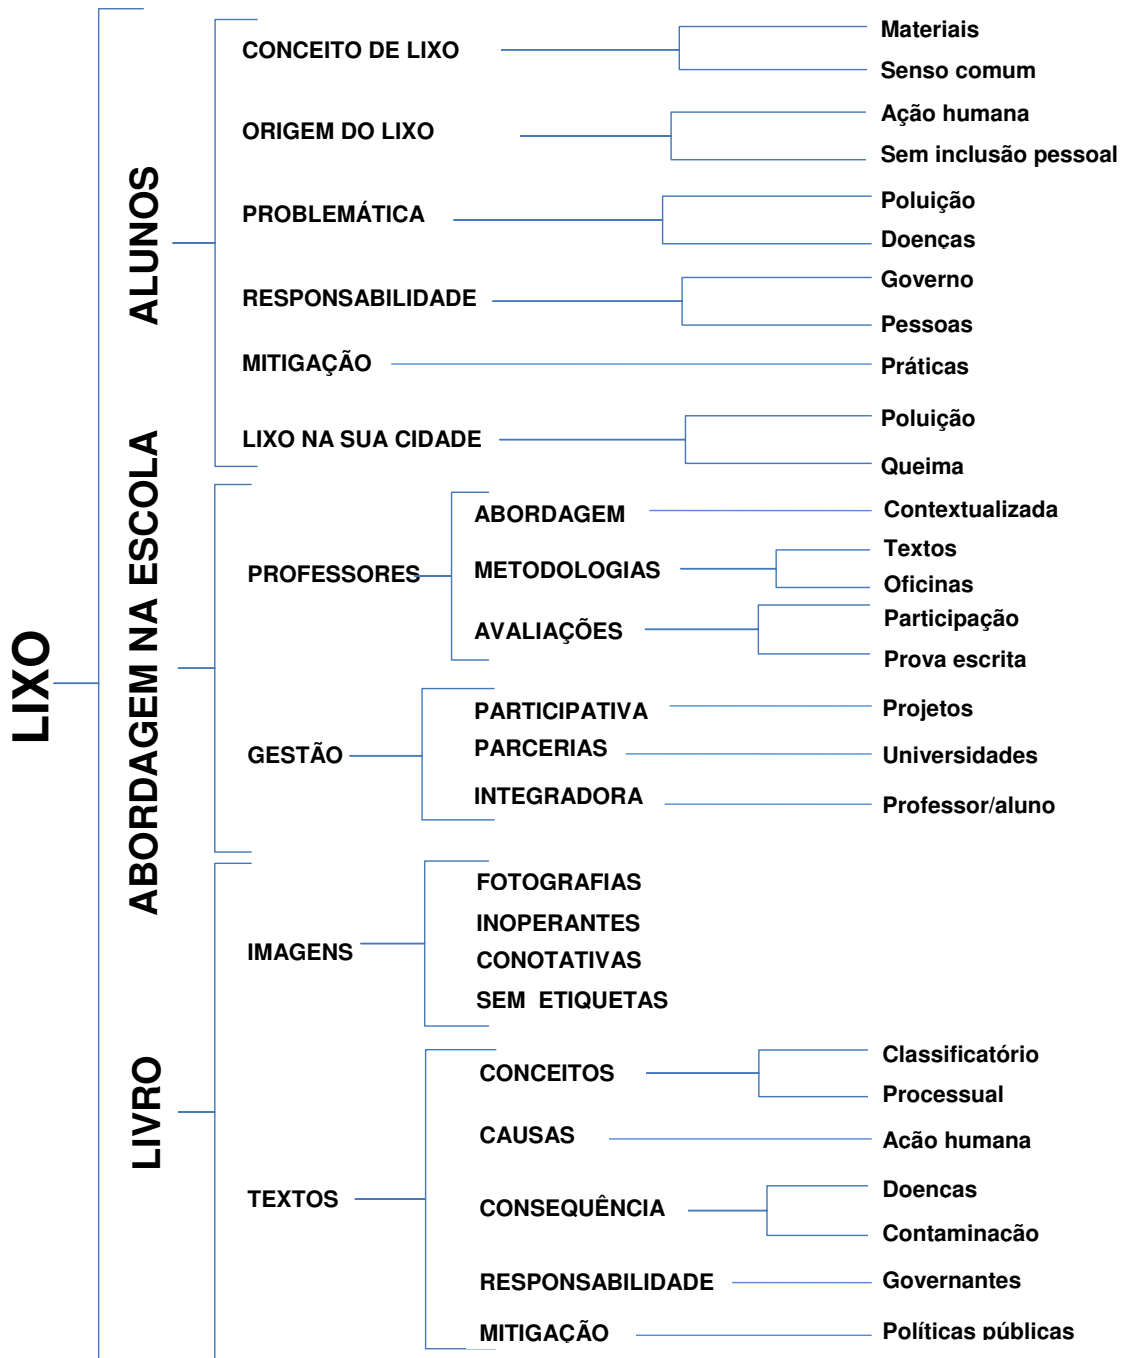 LIXO
ALUNOS
CONCEITO DE LIXO
Materiais
Senso comum
ORIGEM DO LIXO
Ação humana
Sem inclusão pessoal
PROBLEMÁTICA
Poluição
Doenças
RESPONSABILIDADE
Governo
Pessoas
MITIGAÇÃO
Práticas
LIXO NA SUA CIDADE
Poluição
Queima
ABORDAGEM NA ESCOLA
PROFESSORES
ABORDAGEM
Contextualizada
METODOLOGIAS
Textos
Oficinas
AVALIAÇÕES
Participação
Prova escrita
GESTÃO
PARTICIPATIVA
Projetos
PARCERIAS
Universidades
INTEGRADORA
Professor/aluno
LIVRO
IMAGENS
FOTOGRAFIAS
INOPERANTES
CONOTATIVAS
SEM ETIQUETAS
TEXTOS
CONCEITOS
Classificatório
Processual
CAUSAS
Acão humana
CONSEQUÊNCIA
Doencas
Contaminacão
RESPONSABILIDADE
Governantes
MITIGAÇÃO
Políticas públicas